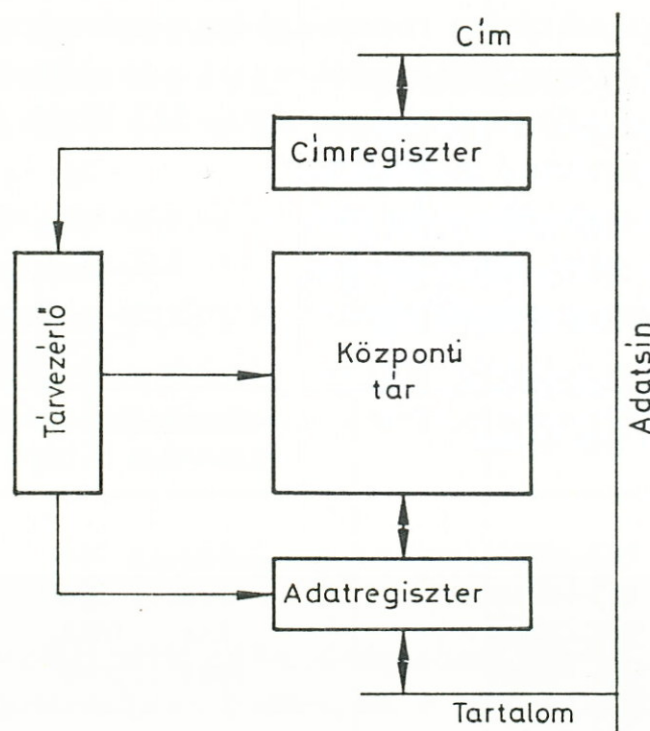 Cím
Címregiszter
Tárvezérlő
Központi
tár
Adatsín
Adatregiszter
Tartalom